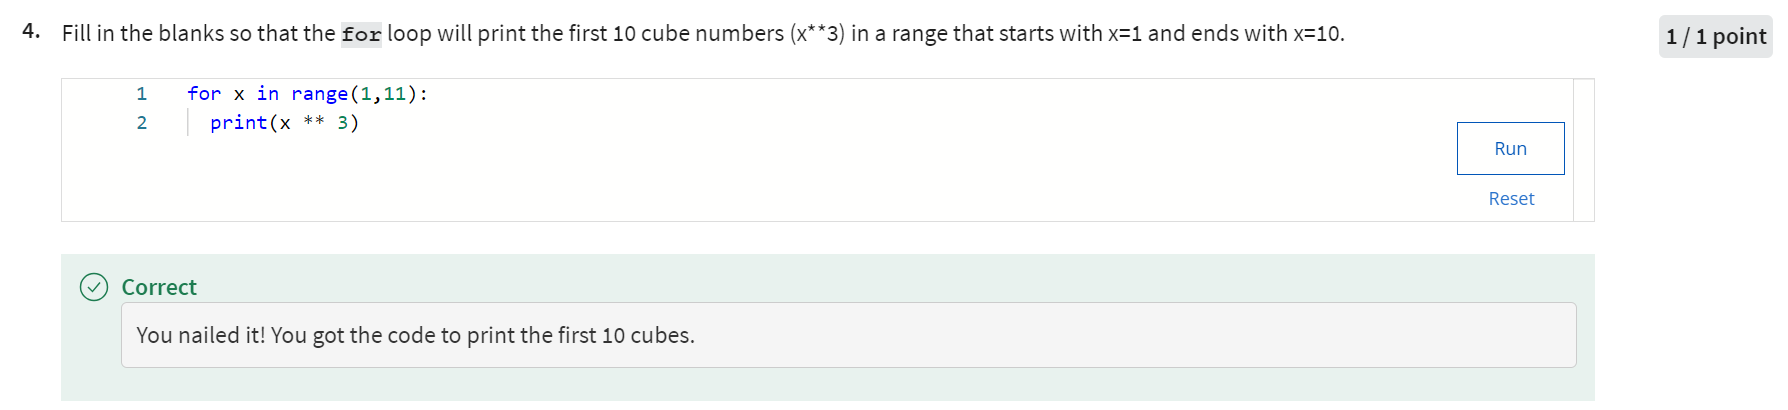 4. Fill in the blanks so that the for loop will print the first 10 cube numbers (x**3) in a range that starts with x=1 and ends with x=10.
1 / 1 point
1 for x in range(1,11):
2 print(x ** 3)
Run
Reset
Correct
You nailed it! You got the code to print the first 10 cubes.